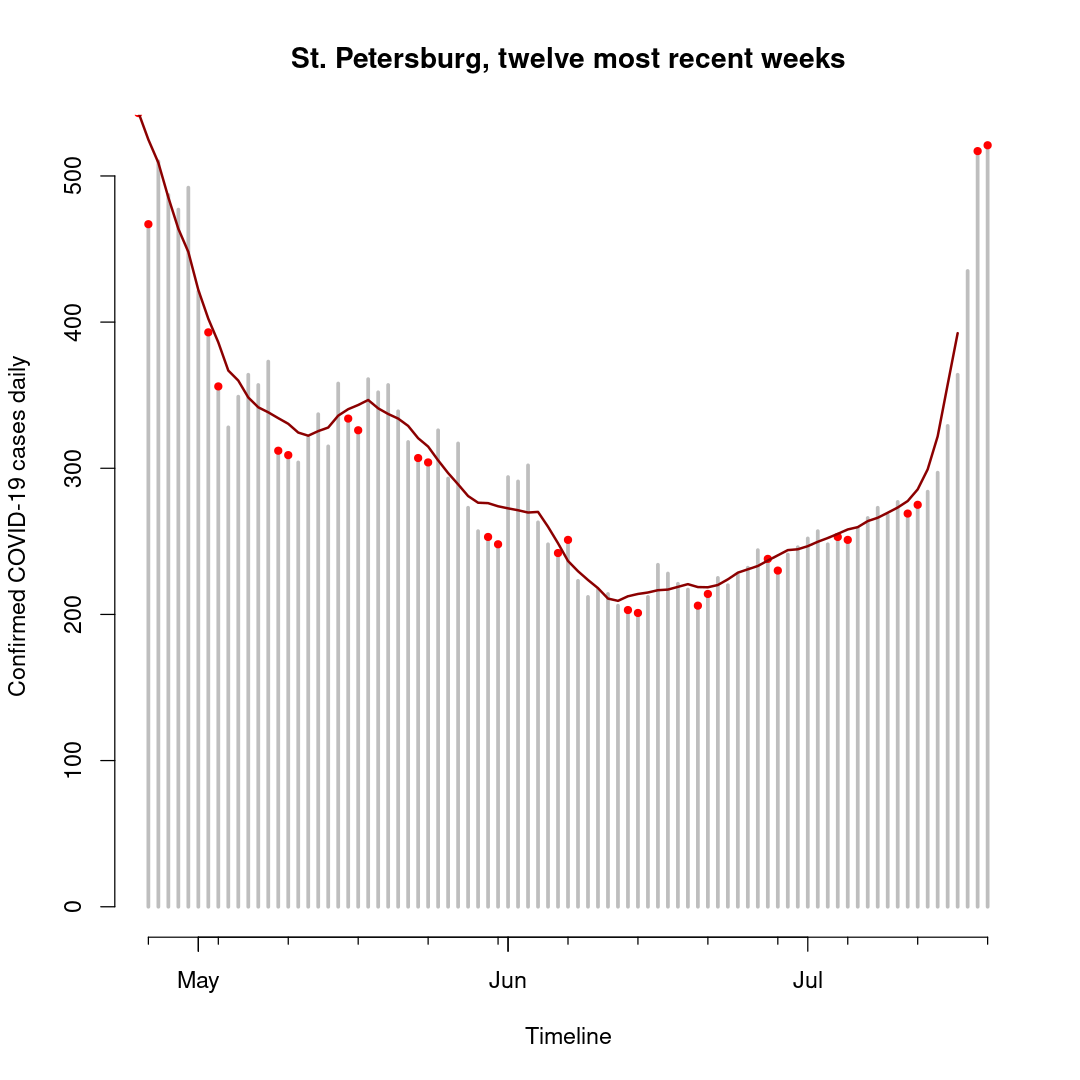 St. Petersburg, twelve most recent weeks
Confirmed COVID-19 cases daily
500
400
300
200
100
0
May Jun Jul
Timeline